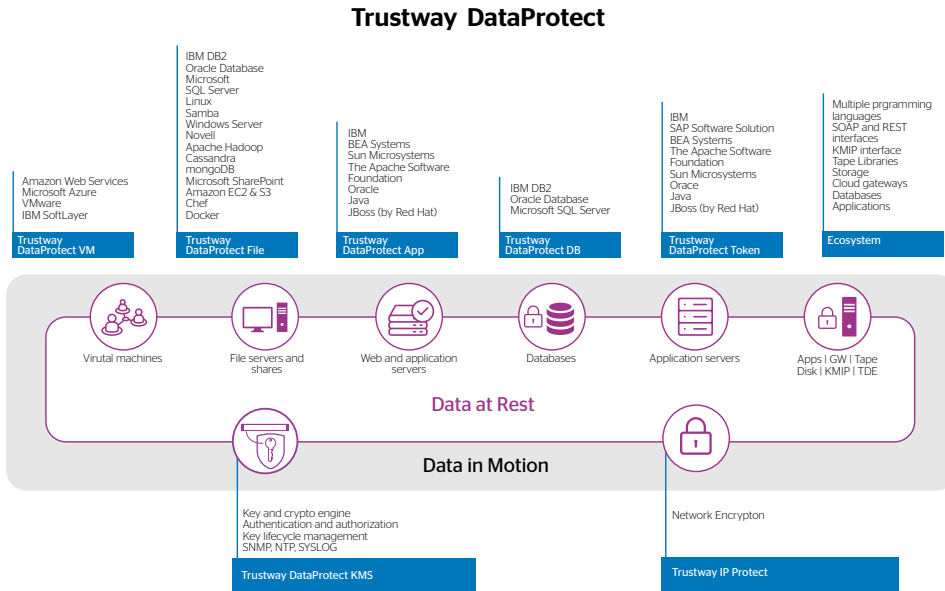 Trustway DataProtect
Amazon Web Services
Microsoft Azure
VMware
IBM SoftLayer
Trustway
DataProtect VM
IBM DB2
Oracle Database
Microsoft
SQL Server
Linux
Samba
Windows Server
Novell
Apache Hadoop
Cassandra
mongoDB
Microsoft SharePoint
Amazon EC2 & S3
Chef
Docker
Trustway
DataProtect File
IBM
BEA Systems
Sun Microsystems
The Apache Software
Foundation
Oracle
Java
JBoss (by Red Hat)
Trustway
DataProtect App
IBM DB2
Oracle Database
Microsoft SQL Server
Trustway
DataProtect DB
IBM
SAP Software Solution
BEA Systems
The Apache Software
Foundation
Sun Microsystems
Orace
Java
JBoss (by Red Hat)
Trustway
DataProtect Token
Multiple prgramming
languages
SOAP and REST
interfaces
KMIP interface
Tape Libraries
Storage
Cloud gateways
Databases
Applications
Ecosystem
Virutal machines
File servers and
shares
Web and application
servers
Databases
Application servers
Apps | GW | Tape
Disk | KMIP | TDE
Data at Rest
Data in Motion
Key and crypto engine
Authentication and authorization
Key lifecycle management
SNMP, NTP, SYSLOG
Trustway DataProtect KMS
Network Encrypton
Trustway IP Protect